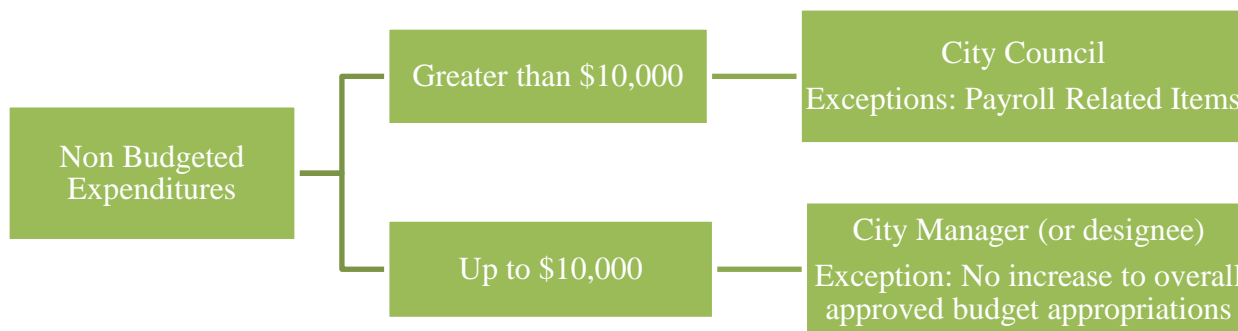 Non Budgeted
Expenditures
Greater than $10,000
City Council
Exceptions: Payroll Related Items
Up to $10,000
City Manager (or designee)
Exception: No increase to overall
approved budget appropriations